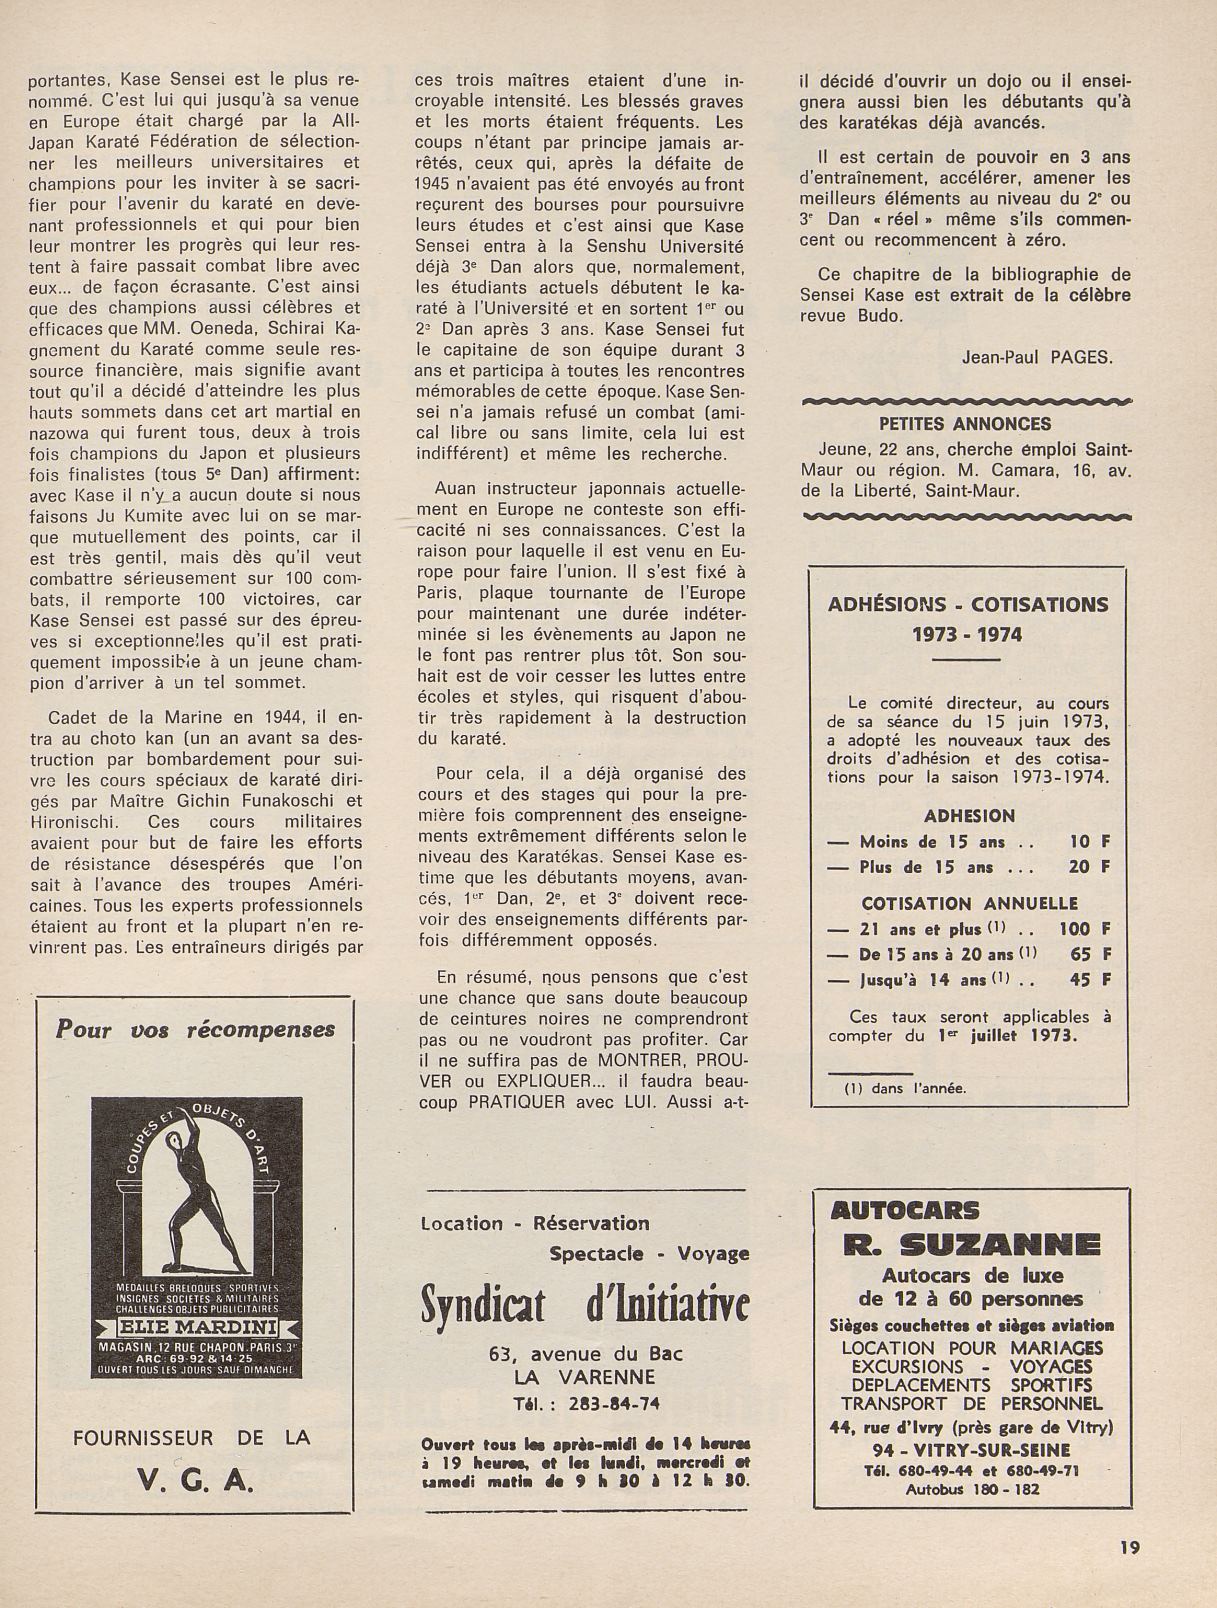 portantes, Kase Sensei est le plus re-
nommé. C'est lui qui jusqu'à sa venue
en Europe était chargé par la All-
Japan Karaté Fédération de sélection-
ner les meilleurs universitaires et
champions pour les inviter à se sacri-
fier pour l'avenir du karaté en deve-
nant professionnels et qui pour bien
leur montrer les progrès qui leur res-
tent à faire passait combat libre avec
eux... de façon écrasante. C'est ainsi
que des champions aussi célèbres et
efficaces que MM. Oeneda, Schirai Ka-
gnement du Karaté comme seule res-
source financière, mais signifie avant
tout qu'il a décidé d'atteindre les plus
hauts sommets dans cet art martial en
nazowa qui furent tous, deux à trois
fois champions du Japon et plusieurs
fois finalistes (tous 5e Dan) affirment:
avec Kase il n'y a aucun doute si nous
faisons Ju Kumite avec lui on se mar-
que mutuellement des points, car il
est très gentil, mais dès qu'il veut
combattre sérieusement sur 100 com-
bats, il remporte 100 victoires, car
Kase Sensei est passé sur des épreu-
ves si exceptionnelles qu'il est prati-
quement impossible à un jeune cham-
pion d'arriver à un tel sommet.
Cadet de la Marine en 1944, il en-
tra au choto kan (un an avant sa des-
truction par bombardement pour sui-
vre les cours spéciaux de karaté diri-
gés par Maître Gichin Funakoschi et
Hironischi. Ces cours militaires
avaient pour but de faire les efforts
de résistance désespérés que l'on
sait à l'avance des troupes Améri-
caines. Tous les experts professionnels
étaient au front et la plupart n'en re-
vinrent pas. Les entraîneurs dirigés par
ces trois maîtres etaient d'une in-
croyable intensité. Les blessés graves
et les morts étaient fréquents. Les
coups n'étant par principe jamais ar-
rêtés, ceux qui, après la défaite de
1945 n'avaient pas été envoyés au front
reçurent des bourses pour poursuivre
leurs études et c'est ainsi que Kase
Sensei entra à la Senshu Université
déjà 3e Dan alors que, normalement,
les étudiants actuels débutent le ka-
raté à l'Université et en sortent 1er ou
2e Dan après 3 ans. Kase Sensei fut
le capitaine de son équipe durant 3
ans et participa à toutes les rencontres
mémorables de cette époque. Kase Sen-
sei n'a jamais refusé un combat (ami-
cal libre ou sans limite, cela lui est
indifférent) et même les recherche.
Auan instructeur japonnais actuelle-
ment en Europe ne conteste son effi-
cacité ni ses connaissances. C'est la
raison pour laquelle il est venu en Eu-
rope pour faire l'union. Il s'est fixé à
Paris, plaque tournante de l'Europe
pour maintenant une durée indéter-
minée si les évènements au Japon ne
le font pas rentrer plus tôt. Son sou-
hait est de voir cesser les luttes entre
écoles et styles, qui risquent d'abou-
tir très rapidement à la destruction
du karaté.
Pour cela, il a déjà organisé des
cours et des stages qui pour la pre-
mière fois comprennent des enseigne-
ments extrêmement différents selon le
niveau des Karatékas. Sensei Kase es-
time que les débutants moyens, avan-
cés, 1er Dan, 2e, et 3e doivent rece-
voir des enseignements différents par-
fois différemment opposés.
En résumé, nous pensons que c'est
une chance que sans doute beaucoup
de ceintures noires ne comprendront
pas ou ne voudront pas profiter. Car
il ne suffira pas de MONTRER, PROU-
VER ou EXPLIQUER... il faudra beau-
coup PRATIQUER avec LUI. Aussi a-t-
il décidé d'ouvrir un dojo ou il ensei-
gnera aussi bien les débutants qu'à
des karatékas déjà avancés.
Il est certain de pouvoir en 3 ans
d'entraînement, accélérer, amener les
meilleurs éléments au niveau du 2e ou
3e Dan « réel » même s'ils commen-
cent ou recommencent à zéro.
Ce chapitre de la bibliographie de
Sensei Kase est extrait de la célèbre
revue Budo.
Jean-Paul PAGES.
PETITES ANNONCES
Jeune, 22 ans, cherche emploi Saint-
Maur ou région. M. Camara, 16, av.
de la Liberté, Saint-Maur.
ADHÉSIONS - COTISATIONS
1973 - 1974
Le comité directeur, au cours
de sa séance du 15 juin 1973,
a adopté les nouveaux taux des
droits d'adhésion et des cotisa-
tions pour la saison 1973-1974.
ADHESION
— Moins de 15 ans .. 10 F
— Plus de 15 ans ... 20 F
COTISATION ANNUELLE
— 21 ans et plus (1) .. 100 F
— De 15 ans à 20 ans (1) 65 F
— Jusqu'à 14 ans (1) .. 45 F
Ces taux seront applicables à
compter du 1er juillet 1973.
(1) dans l'année.
Pour vos récompenses
COUPES ET OBJETS D'ART
MEDAILLES BRELOQUES SPORTIVES
INSIGNES SOCIETES & MILITAIRES
CHALLENGES OBJETS PUBLICITAIRES
ELIE MARDINI
MAGASIN, 12 RUE CHAPON. PARIS. 3e
ARC : 69-92 & 14-25
OUVERT TOUS LES JOURS SAUF DIMANCHE
FOURNISSEUR DE LA
V. G. A.
Location - Réservation
Spectacle - Voyage
Syndicat d'Initiative
63, avenue du Bac
LA VARENNE
Tél. : 283-84-74
Ouvert tous les après-midi de 14 heures
à 19 heures, et les lundi, mercredi et
samedi matin de 9 h 30 à 12 h 30.
AUTOCARS
R. SUZANNE
Autocars de luxe
de 12 à 60 personnes
Sièges couchettes et sièges aviation
LOCATION POUR MARIAGES
EXCURSIONS - VOYAGES
DEPLACEMENTS SPORTIFS
TRANSPORT DE PERSONNEL
44, rue d'Ivry (près gare de Vitry)
94 - VITRY-SUR-SEINE
Tél. 680-49-44 et 680-49-71
Autobus 180 - 182
19